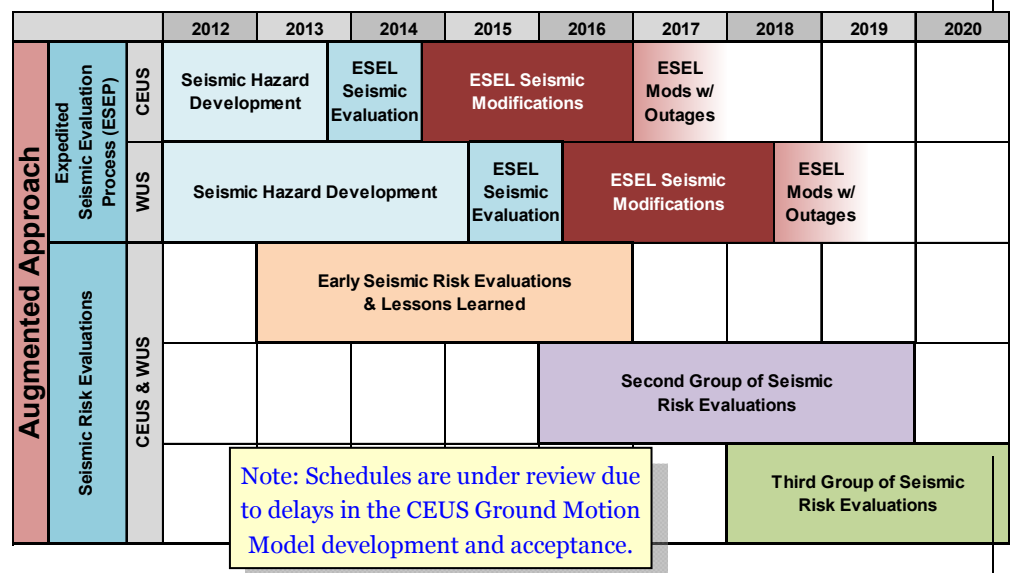 2012 2013 2014 2015 2016 2017 2018 2019 2020
Augmented Approach
Expedited
Seismic Evaluation
Process (ESEP)
CEUS
Seismic Hazard
Development
ESEL
Seismic
Evaluation
ESEL Seismic
Modifications
ESEL
Mods w/
Outages
WUS
Seismic Hazard Development
ESEL
Seismic
Evaluation
ESEL Seismic
Modifications
ESEL
Mods w/
Outages
Seismic Risk Evaluations
CEUS & WUS
Early Seismic Risk Evaluations
& Lessons Learned
Second Group of Seismic
Risk Evaluations
Third Group of Seismic
Risk Evaluations
Note: Schedules are under review due
to delays in the CEUS Ground Motion
Model development and acceptance.